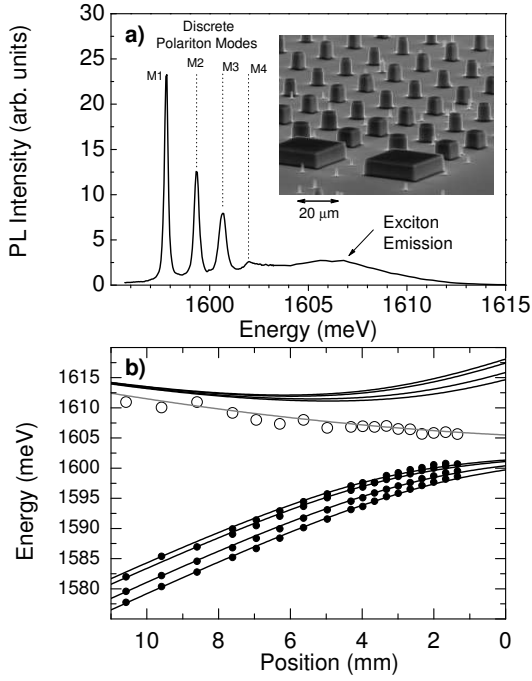 a)
Discrete
Polariton Modes
M1
M2
M3
M4
20 μm
Exciton
Emission
PL Intensity (arb. units)
30
25
20
15
10
5
0
1600 1605 1610 1615
Energy (meV)
b)
Energy (meV)
1615
1610
1605
1600
1595
1590
1585
1580
10 8 6 4 2 0
Position (mm)